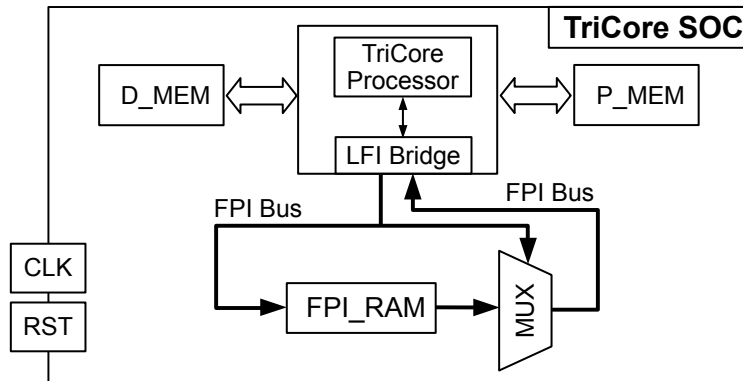 TriCore SOC
TriCore
Processor
D_MEM
P_MEM
LFI Bridge
FPI Bus
FPI Bus
CLK
FPI_RAM
MUX
RST